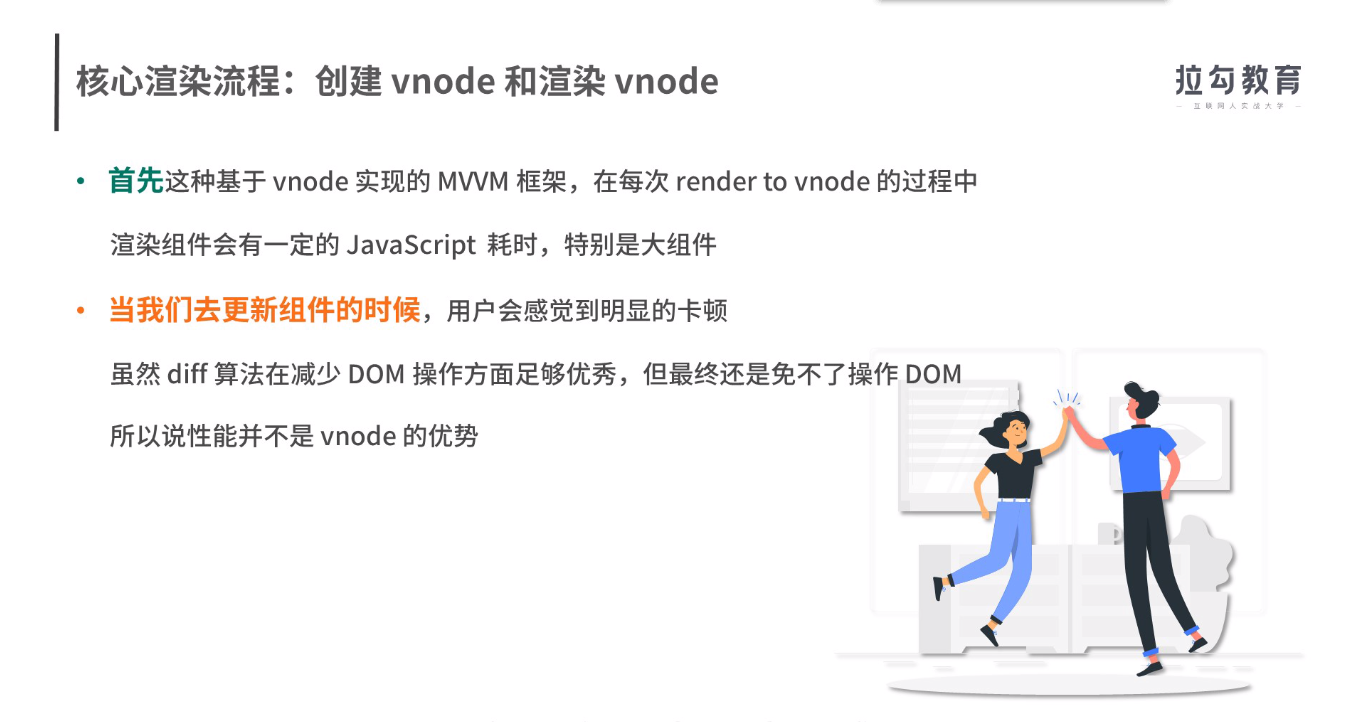 核心渲染流程：创建 vnode 和渲染 vnode
拉勾教育
— 互联网人实战大学 —
• 首先这种基于 vnode 实现的 MVVM 框架，在每次 render to vnode 的过程中
渲染组件会有一定的 JavaScript 耗时，特别是大组件
• 当我们去更新组件的时候，用户会感觉到明显的卡顿
虽然 diff 算法在减少 DOM 操作方面足够优秀，但最终还是免不了操作 DOM
所以说性能并不是 vnode 的优势